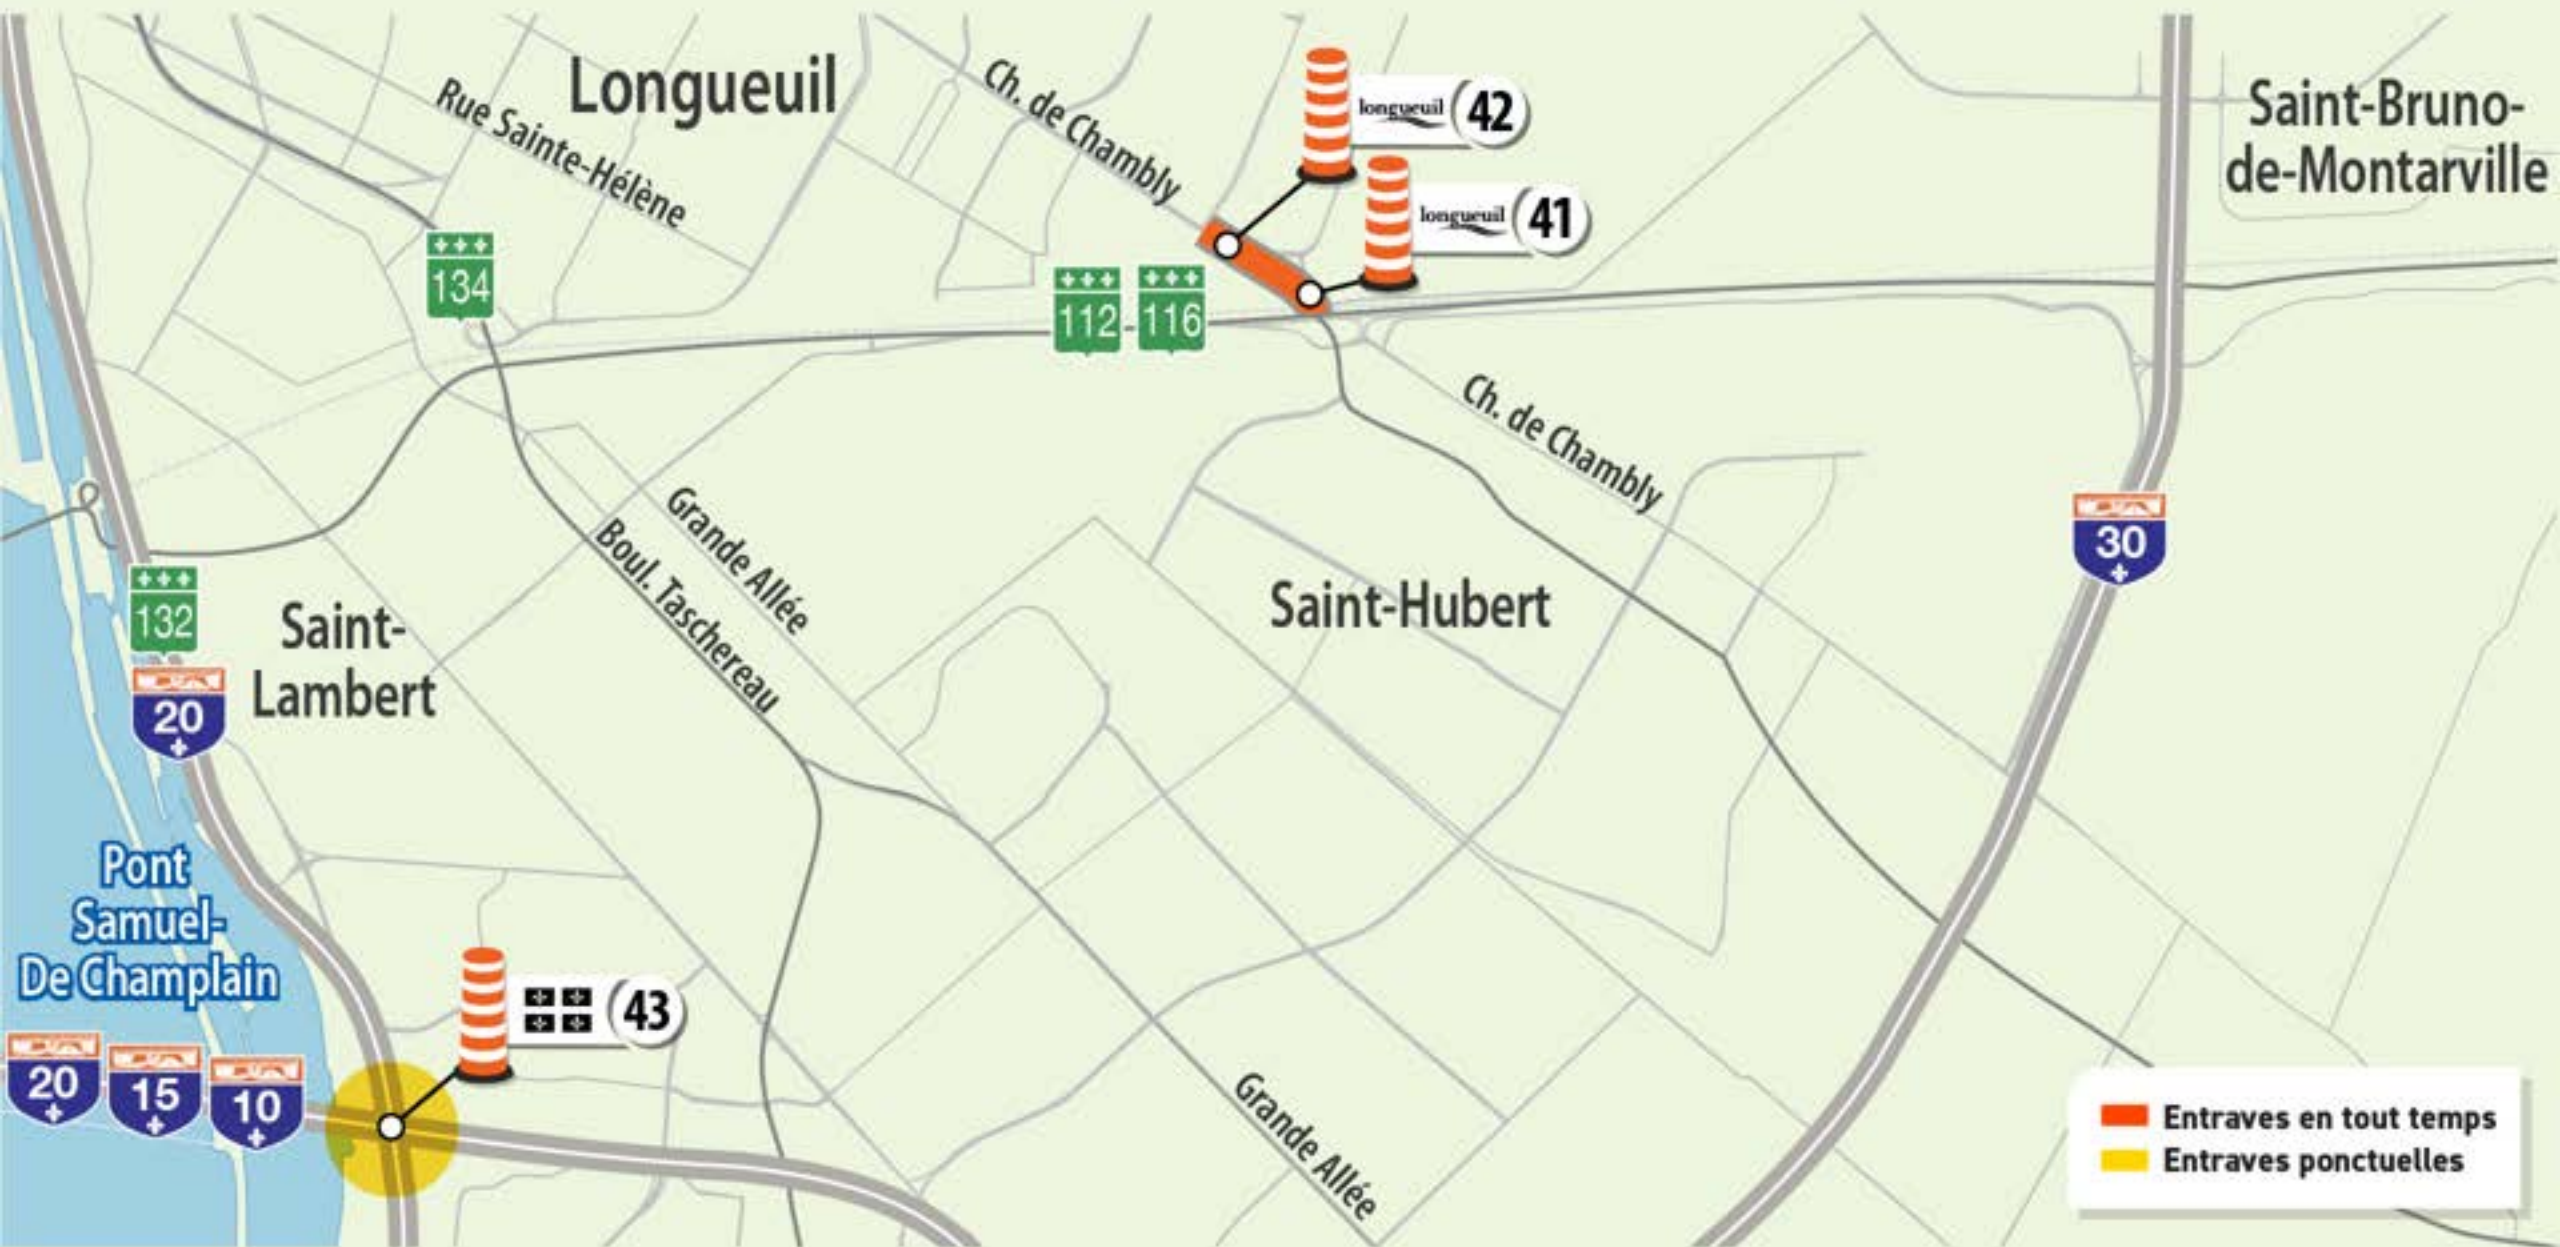 Longueuil
Rue Sainte-Hélène
Ch. de Chambly
longueuil 42
longueuil 41
Saint-Bruno-
de-Montarville
134
112 - 116
Ch. de Chambly
Grande Allée
Boul. Taschereau
30
132
20
Saint-
Lambert
Saint-Hubert
Pont
Samuel-
De Champlain
43
20
15
10
Grande Allée
Entraves en tout temps
Entraves ponctuelles